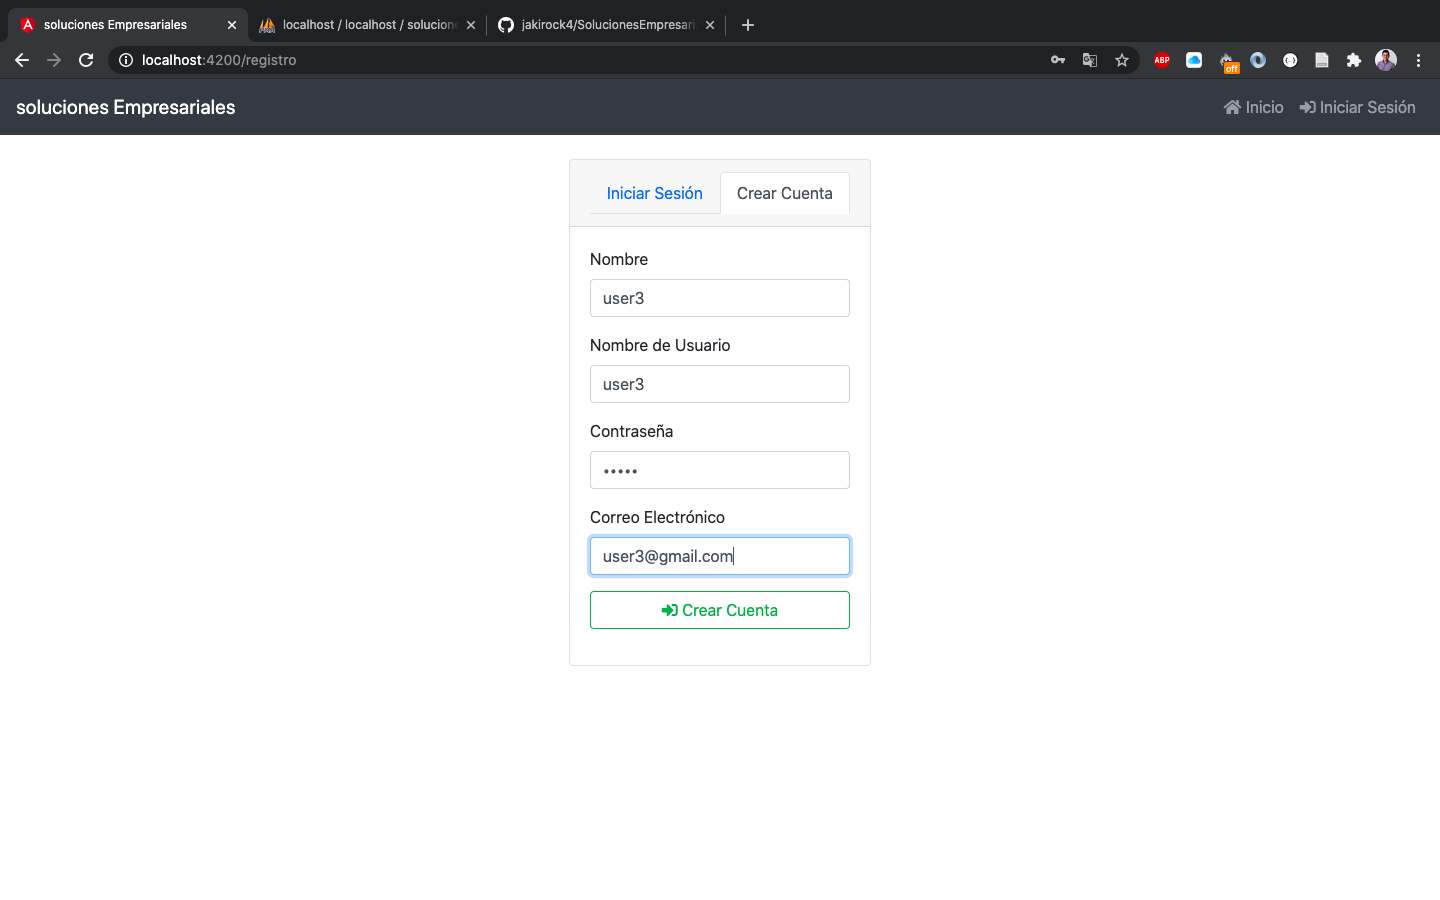 soluciones Empresariales
localhost / localhost / solucione
jakirock4/SolucionesEmpresari
localhost:4200/registro
ABP
off
soluciones Empresariales
Inicio
Iniciar Sesión
Iniciar Sesión
Crear Cuenta
Nombre
user3
Nombre de Usuario
user3
Contraseña
•••••
Correo Electrónico
user3@gmail.com
Crear Cuenta